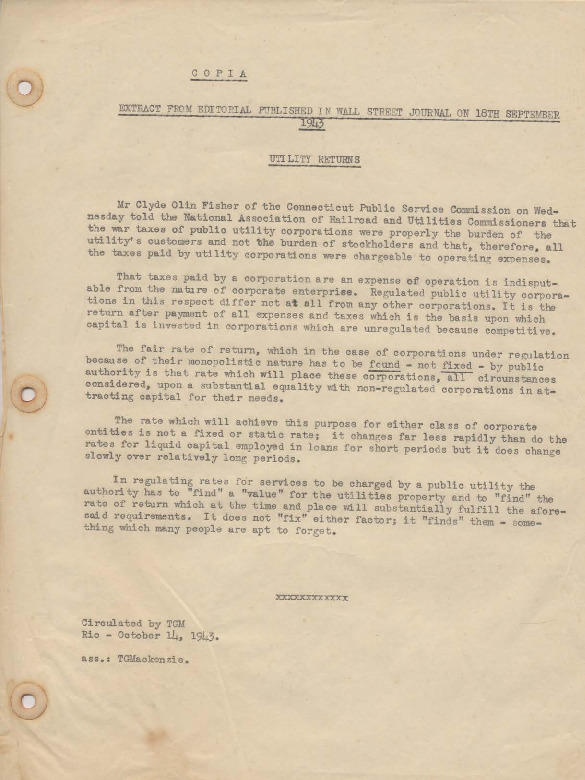 C O P I A
EXTRACT FROM EDITORIAL PUBLISHED IN WALL STREET JOURNAL ON 18TH SEPTEMBER
1943
UTILITY RETURNS
Mr Clyde Olin Fisher of the Connecticut Public Service Commission on Wed-
nesday told the National Association of Railroad and Utilities Commissioners that
the war taxes of public utility corporations were properly the burden of the
utility's customers and not the burden of stockholders and that, therefore, all
the taxes paid by utility corporations were chargeable to operating expenses.
That taxes paid by a corporation are an expense of operation is indisput-
able from the nature of corporate enterprise. Regulated public utility corpora-
tions in this respect differ not at all from any other corporations. It is the
return after payment of all expenses and taxes which is the basis upon which
capital is invested in corporations which are unregulated because competitive.
The fair rate of return, which in the case of corporations under regulation
because of their monopolistic nature has to be found - not fixed - by public
authority is that rate which will place these corporations, all circumstances
considered, upon a substantial equality with non-regulated corporations in at-
tracting capital for their needs.
The rate which will achieve this purpose for either class of corporate
entities is not a fixed or static rate; it changes far less rapidly than do the
rates for liquid capital employed in loans for short periods but it does change
slowly over relatively long periods.
In regulating rates for services to be charged by a public utility the
authority has to "find" a "value" for the utilities property and to "find" the
rate of return which at the time and place will substantially fulfill the afore-
said requirements. It does not "fix" either factor; it "finds" them - some-
thing which many people are apt to forget.
xxxxxxxxxxxx
Circulated by TGM
Rio - October 14, 1943.
ass.: TGMackenzie.